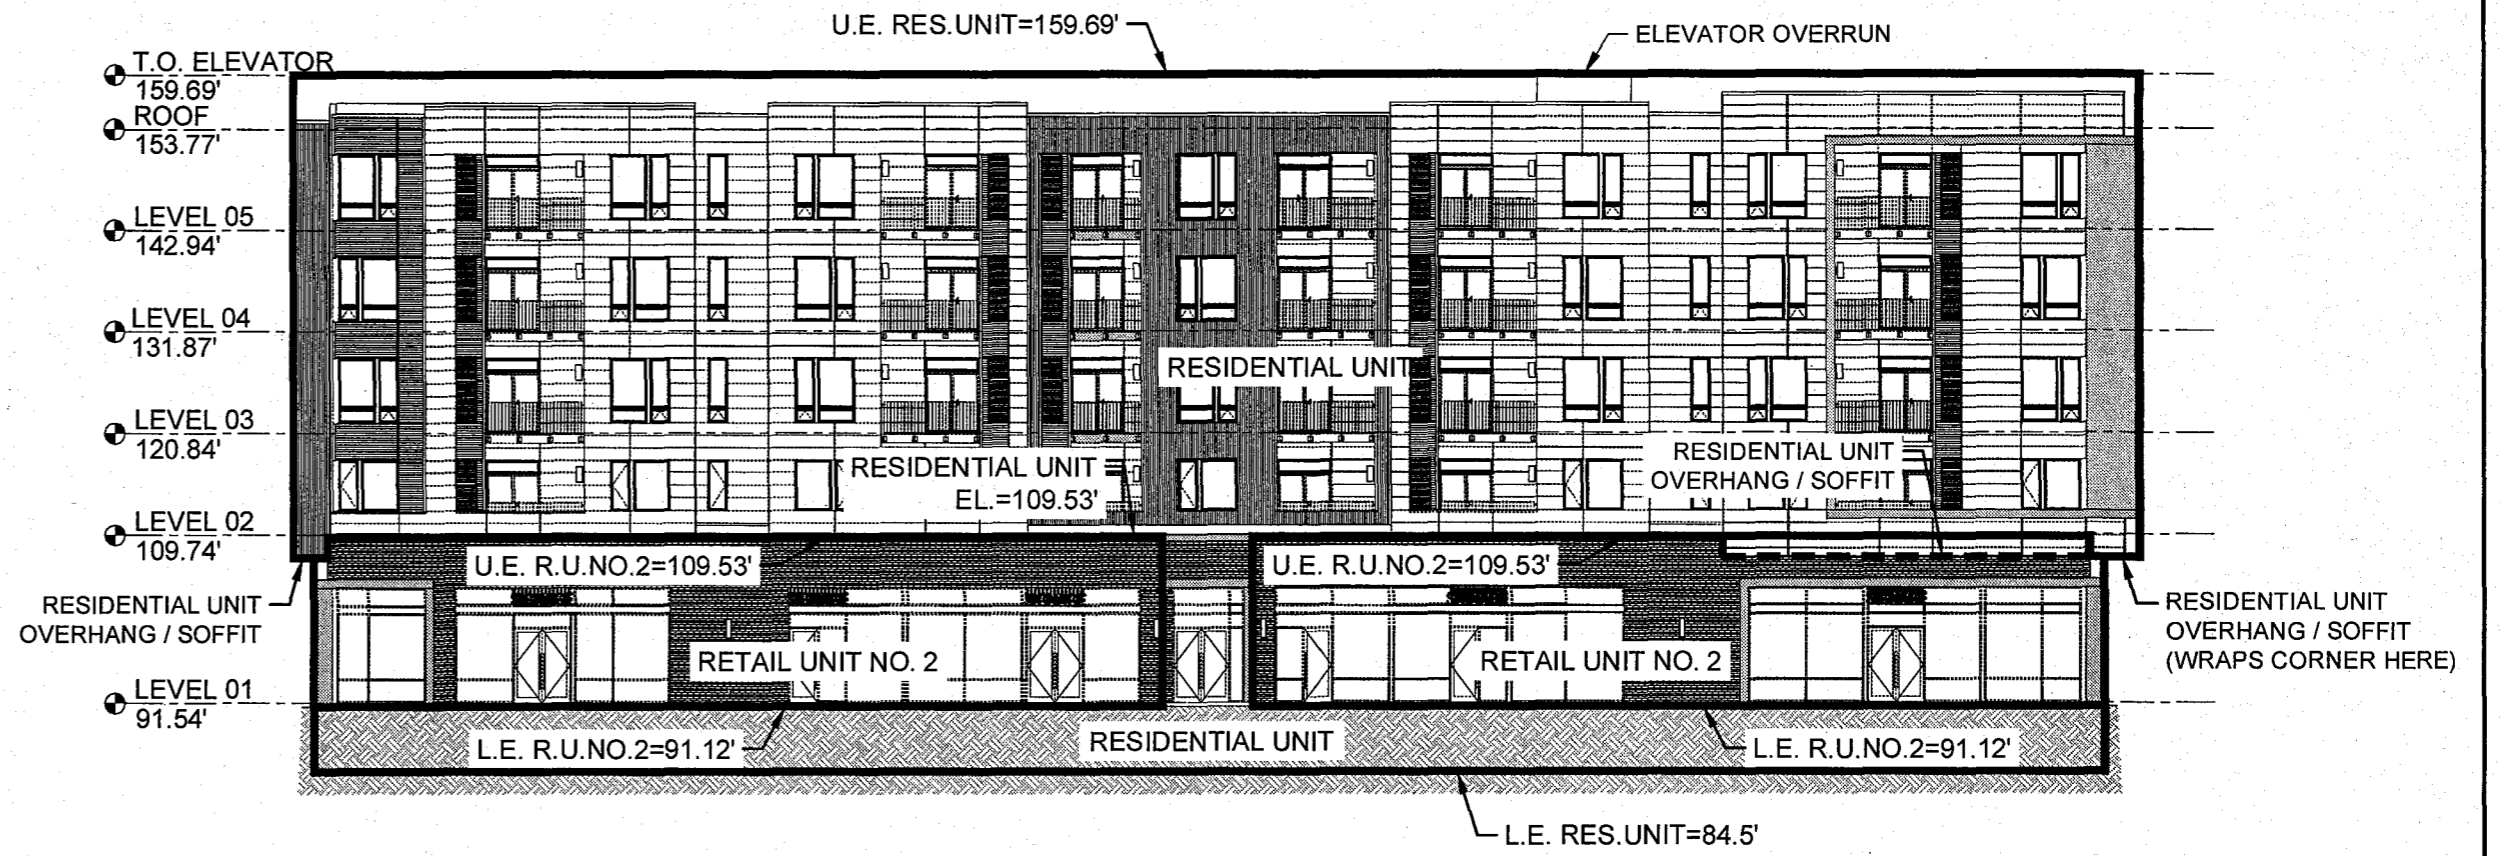 U.E. RES.UNIT=159.69'
ELEVATOR OVERRUN
T.O. ELEVATOR
159.69'
ROOF
153.77'
LEVEL 05
142.94'
LEVEL 04
131.87'
RESIDENTIAL UNIT
LEVEL 03
120.84'
RESIDENTIAL UNIT
OVERHANG / SOFFIT
RESIDENTIAL UNIT
EL.=109.53'
LEVEL 02
109.74'
U.E. R.U.NO.2=109.53'
U.E. R.U.NO.2=109.53'
RESIDENTIAL UNIT
OVERHANG / SOFFIT
RESIDENTIAL UNIT
OVERHANG / SOFFIT
(WRAPS CORNER HERE)
RETAIL UNIT NO. 2
RETAIL UNIT NO. 2
LEVEL 01
91.54'
L.E. R.U.NO.2=91.12'
RESIDENTIAL UNIT
L.E. R.U.NO.2=91.12'
L.E. RES.UNIT=84.5'